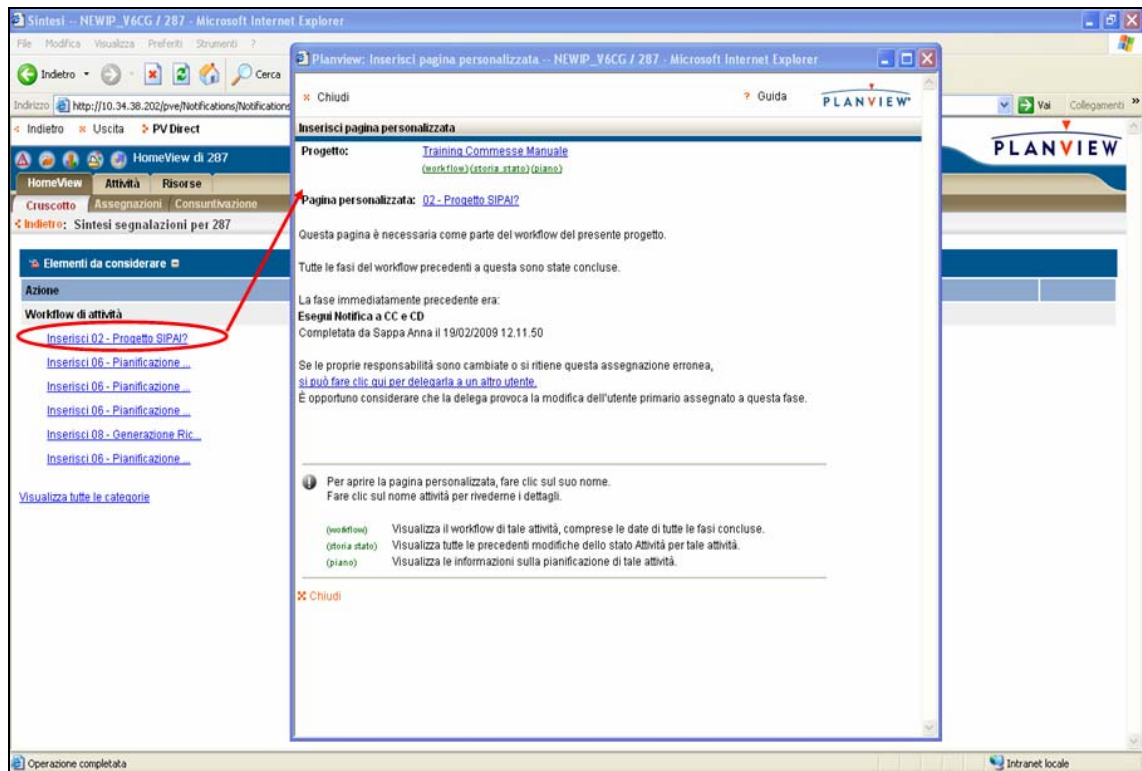 Sintesi -- NEWIP_V6CG / 287 - Microsoft Internet Explorer
File Modifica Visualizza Preferiti Strumenti ?
Indietro Cerca
Indirizzo http://10.34.38.202/pve/Notifications/Notifications Vai Collegamenti »
Indietro Uscita PV Direct
PLANVIEW
HomeView di 287
HomeView Attività Risorse
Cruscotto Assegnazioni Consuntivazione
Indietro: Sintesi segnalazioni per 287
Elementi da considerare
Azione
Workflow di attività
Inserisci 02 - Progetto SIPAI?
Inserisci 06 - Pianificazione ...
Inserisci 06 - Pianificazione ...
Inserisci 06 - Pianificazione ...
Inserisci 08 - Generazione Ric...
Inserisci 06 - Pianificazione ...
Visualizza tutte le categorie
Planview: Inserisci pagina personalizzata -- NEWIP_V6CG / 287 - Microsoft Internet Explorer
Chiudi ? Guida PLANVIEW
Inserisci pagina personalizzata
Progetto: Training Commesse Manuale
(workflow) (storia stato) (piano)
Pagina personalizzata: 02 - Progetto SIPAI?
Questa pagina è necessaria come parte del workflow del presente progetto.
Tutte le fasi del workflow precedenti a questa sono state concluse.
La fase immediatamente precedente era:
Esegui Notifica a CC e CD
Completata da Sappa Anna il 19/02/2009 12.11.50
Se le proprie responsabilità sono cambiate o si ritiene questa assegnazione erronea,
si può fare clic qui per delegarla a un altro utente.
È opportuno considerare che la delega provoca la modifica dell'utente primario assegnato a questa fase.
Per aprire la pagina personalizzata, fare clic sul suo nome.
Fare clic sul nome attività per rivederne i dettagli.
(workflow) Visualizza il workflow di tale attività, comprese le date di tutte le fasi concluse.
(storia stato) Visualizza tutte le precedenti modifiche dello stato Attività per tale attività.
(piano) Visualizza le informazioni sulla pianificazione di tale attività.
Chiudi
Operazione completata Intranet locale